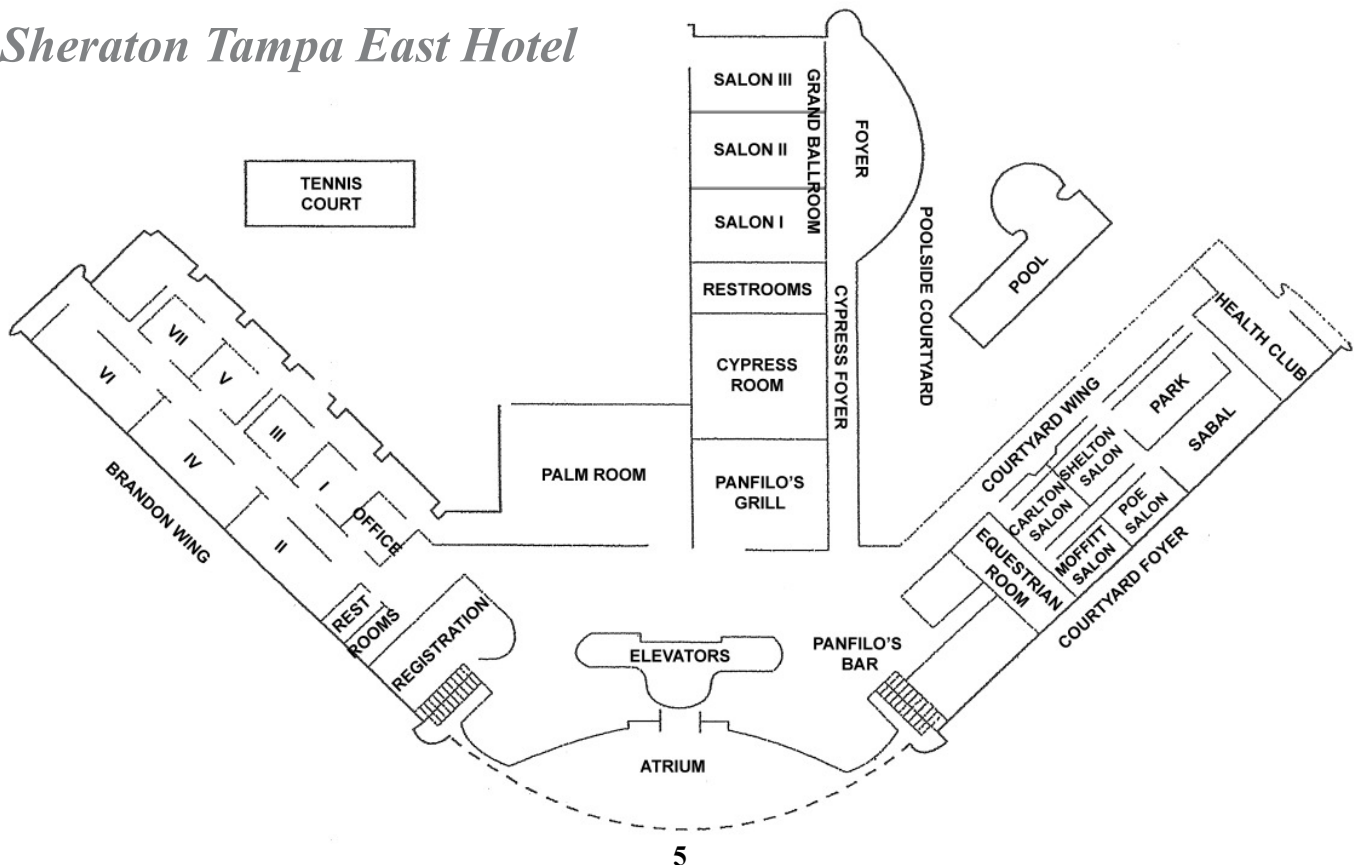 Sheraton Tampa East Hotel
SALON III
GRAND BALLROOM
FOYER
SALON II
TENNIS
COURT
SALON I
POOLSIDE COURTYARD
POOL
RESTROOMS
CYPRESS FOYER
CYPRESS
ROOM
HEALTH CLUB
VII
VI
V
PARK
COURTYARD WING
SABAL
III
IV
SHELTON
SALON
PALM ROOM
PANFILO'S
GRILL
I
CARLTON
SALON
POE
SALON
BRANDON WING
OFFICE
II
MOFFITT
SALON
EQUESTRIAN
ROOM
COURTYARD FOYER
REST
ROOMS
REGISTRATION
ELEVATORS
PANFILO'S
BAR
ATRIUM
5